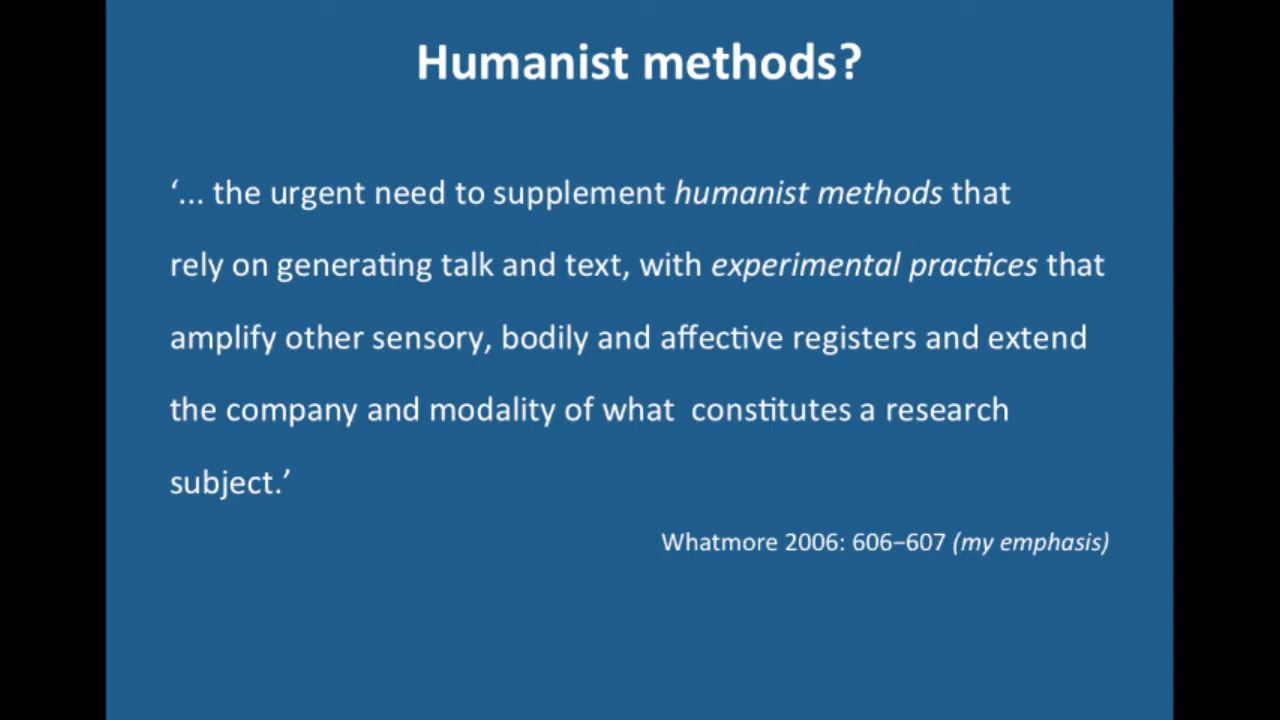 Humanist methods?
‘... the urgent need to supplement humanist methods that
rely on generating talk and text, with experimental practices that
amplify other sensory, bodily and affective registers and extend
the company and modality of what  constitutes a research
subject.’
Whatmore 2006: 606–607 (my emphasis)